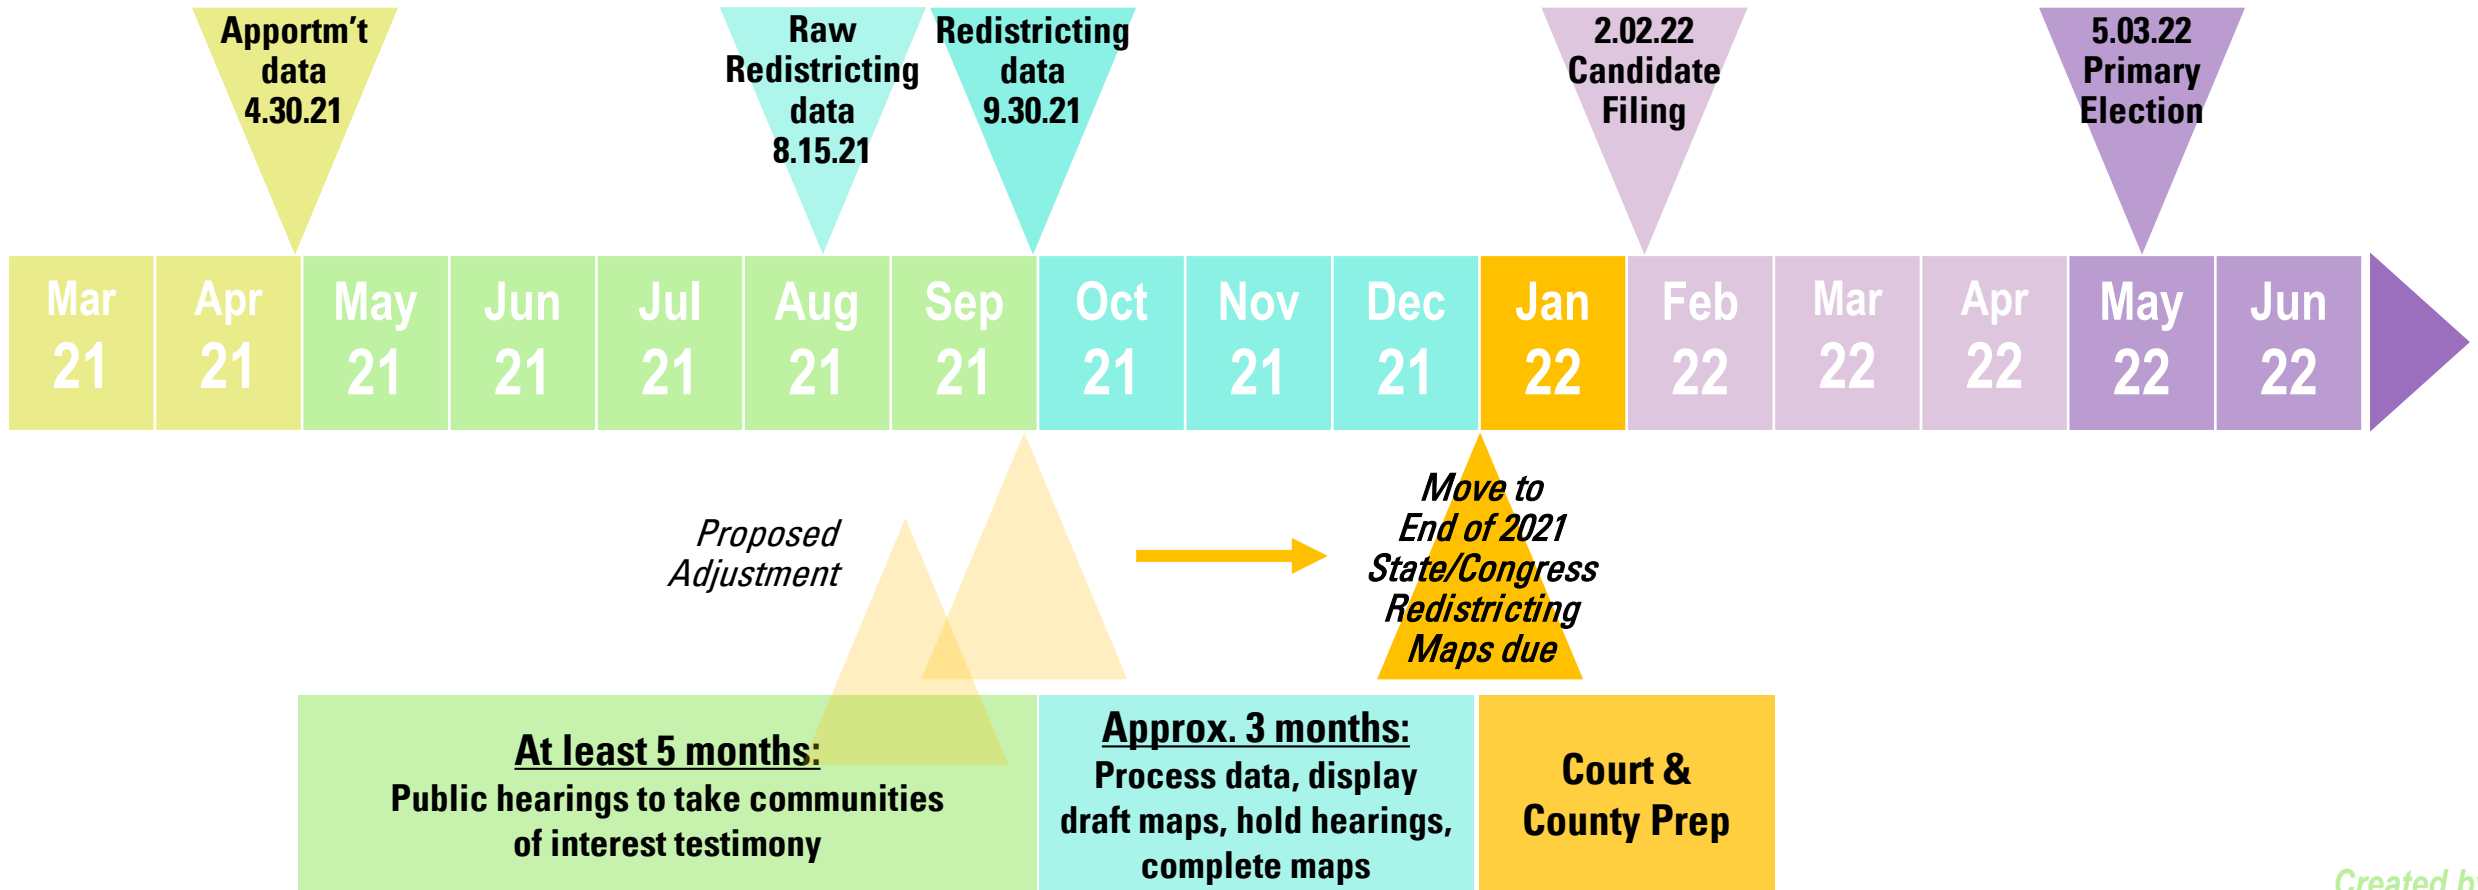 Apportm't
data
4.30.21
Raw
Redistricting
data
8.15.21
Redistricting
data
9.30.21
2.02.22
Candidate
Filing
5.03.22
Primary
Election
Mar
21
Apr
21
May
21
Jun
21
Jul
21
Aug
21
Sep
21
Oct
21
Nov
21
Dec
21
Jan
22
Feb
22
Mar
22
Apr
22
May
22
Jun
22
Proposed
Adjustment
Move to
End of 2021
State/Congress
Redistricting
Maps due
At least 5 months:
Public hearings to take communities
of interest testimony
Approx. 3 months:
Process data, display
draft maps, hold hearings,
complete maps
Court &
County Prep
Created by